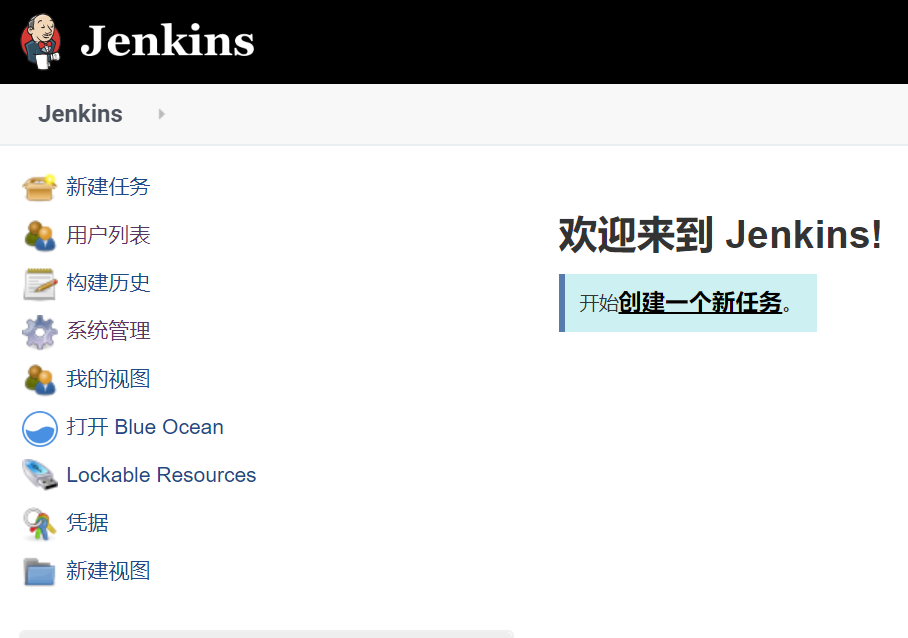 Jenkins
Jenkins
新建任务
用户列表
构建历史
系统管理
我的视图
打开 Blue Ocean
Lockable Resources
凭据
新建视图
欢迎来到 Jenkins!
开始创建一个新任务。